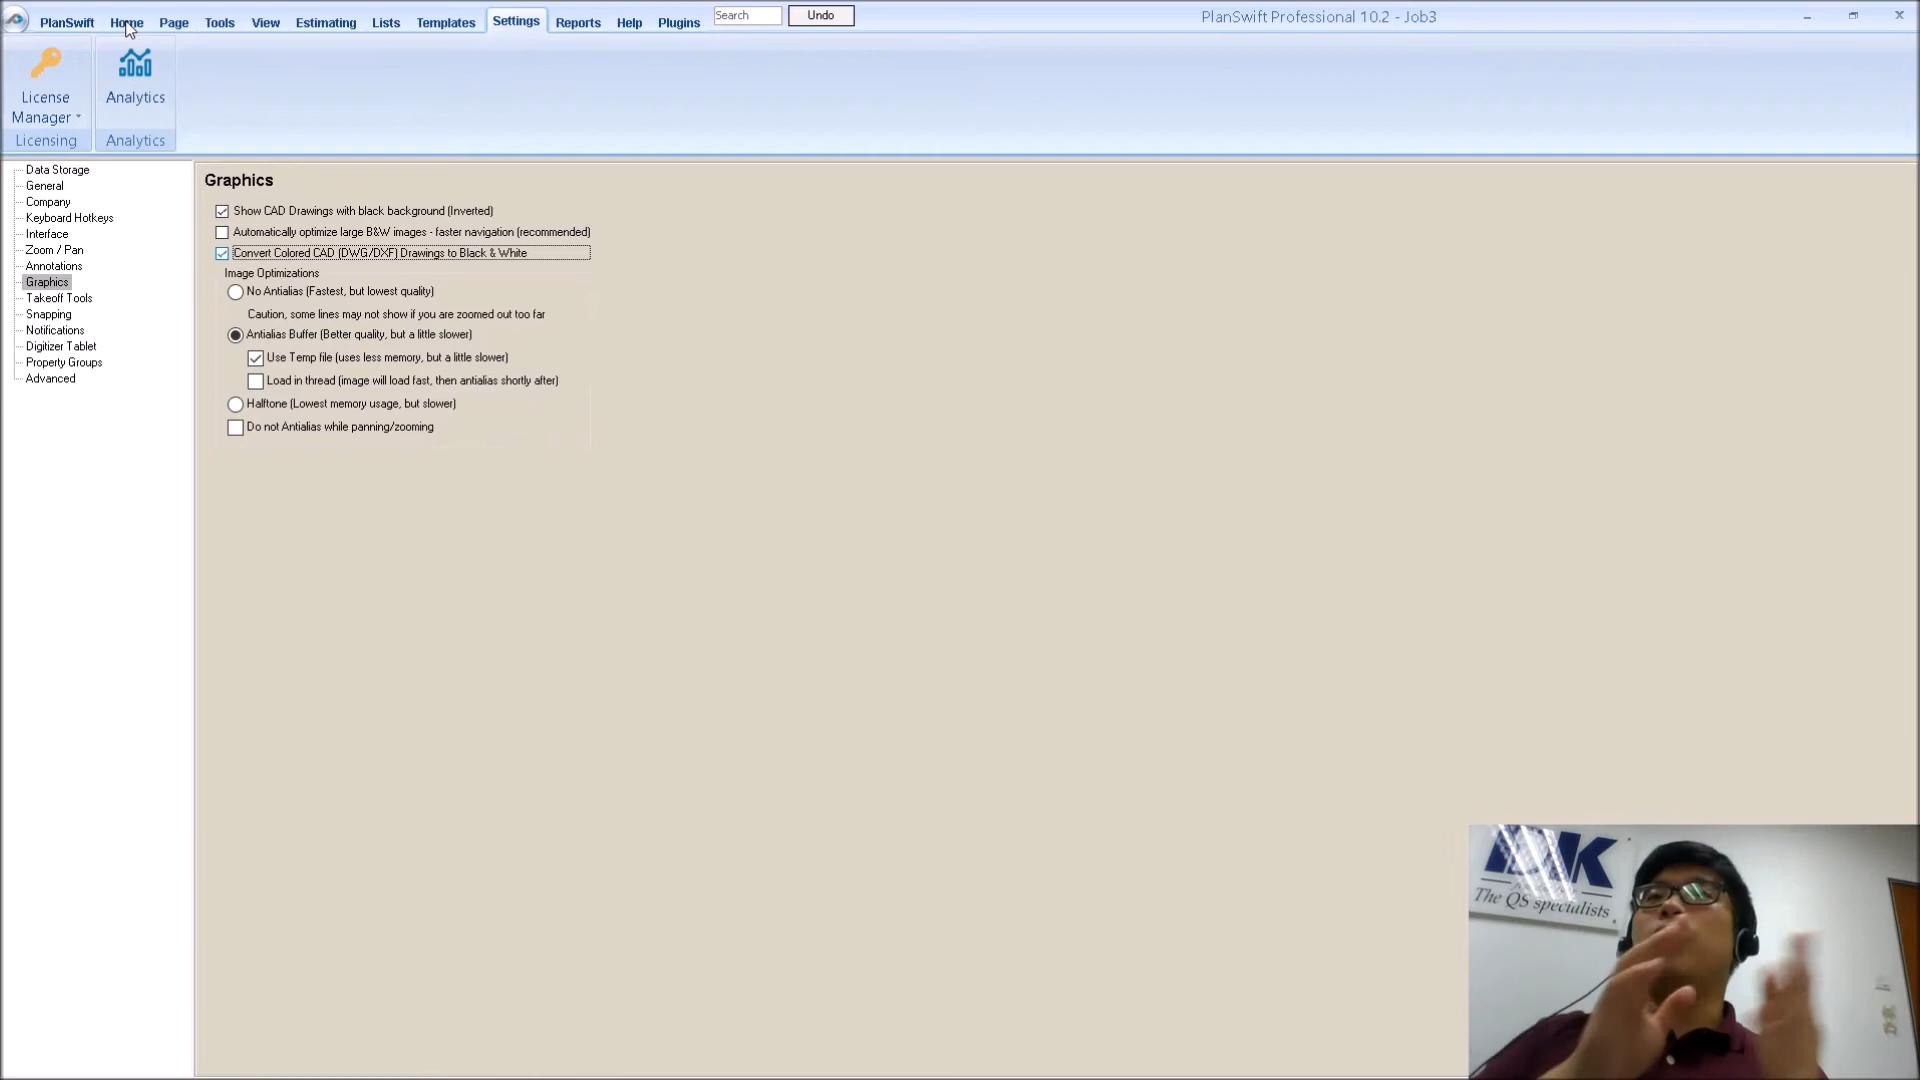 PlanSwift Home Page Tools View Estimating Lists Templates Settings Reports Help Plugins Search Undo PlanSwift Professional 10.2 - Job3
License Manager
Analytics
Licensing
Analytics
Data Storage
General
Company
Keyboard Hotkeys
Interface
Zoom / Pan
Annotations
Graphics
Takeoff Tools
Snapping
Notifications
Digitizer Tablet
Property Groups
Advanced
Graphics
Show CAD Drawings with black background (Inverted)
Automatically optimize large B&W images - faster navigation (recommended)
Convert Colored CAD (DWG/DXF) Drawings to Black & White
Image Optimizations
No Antialias (Fastest, but lowest quality)
Caution, some lines may not show if you are zoomed out too far
Antialias Buffer (Better quality, but a little slower)
Use Temp file (uses less memory, but a little slower)
Load in thread (image will load fast, then antialias shortly after)
Halftone (Lowest memory usage, but slower)
Do not Antialias while panning/zooming
The QS specialists